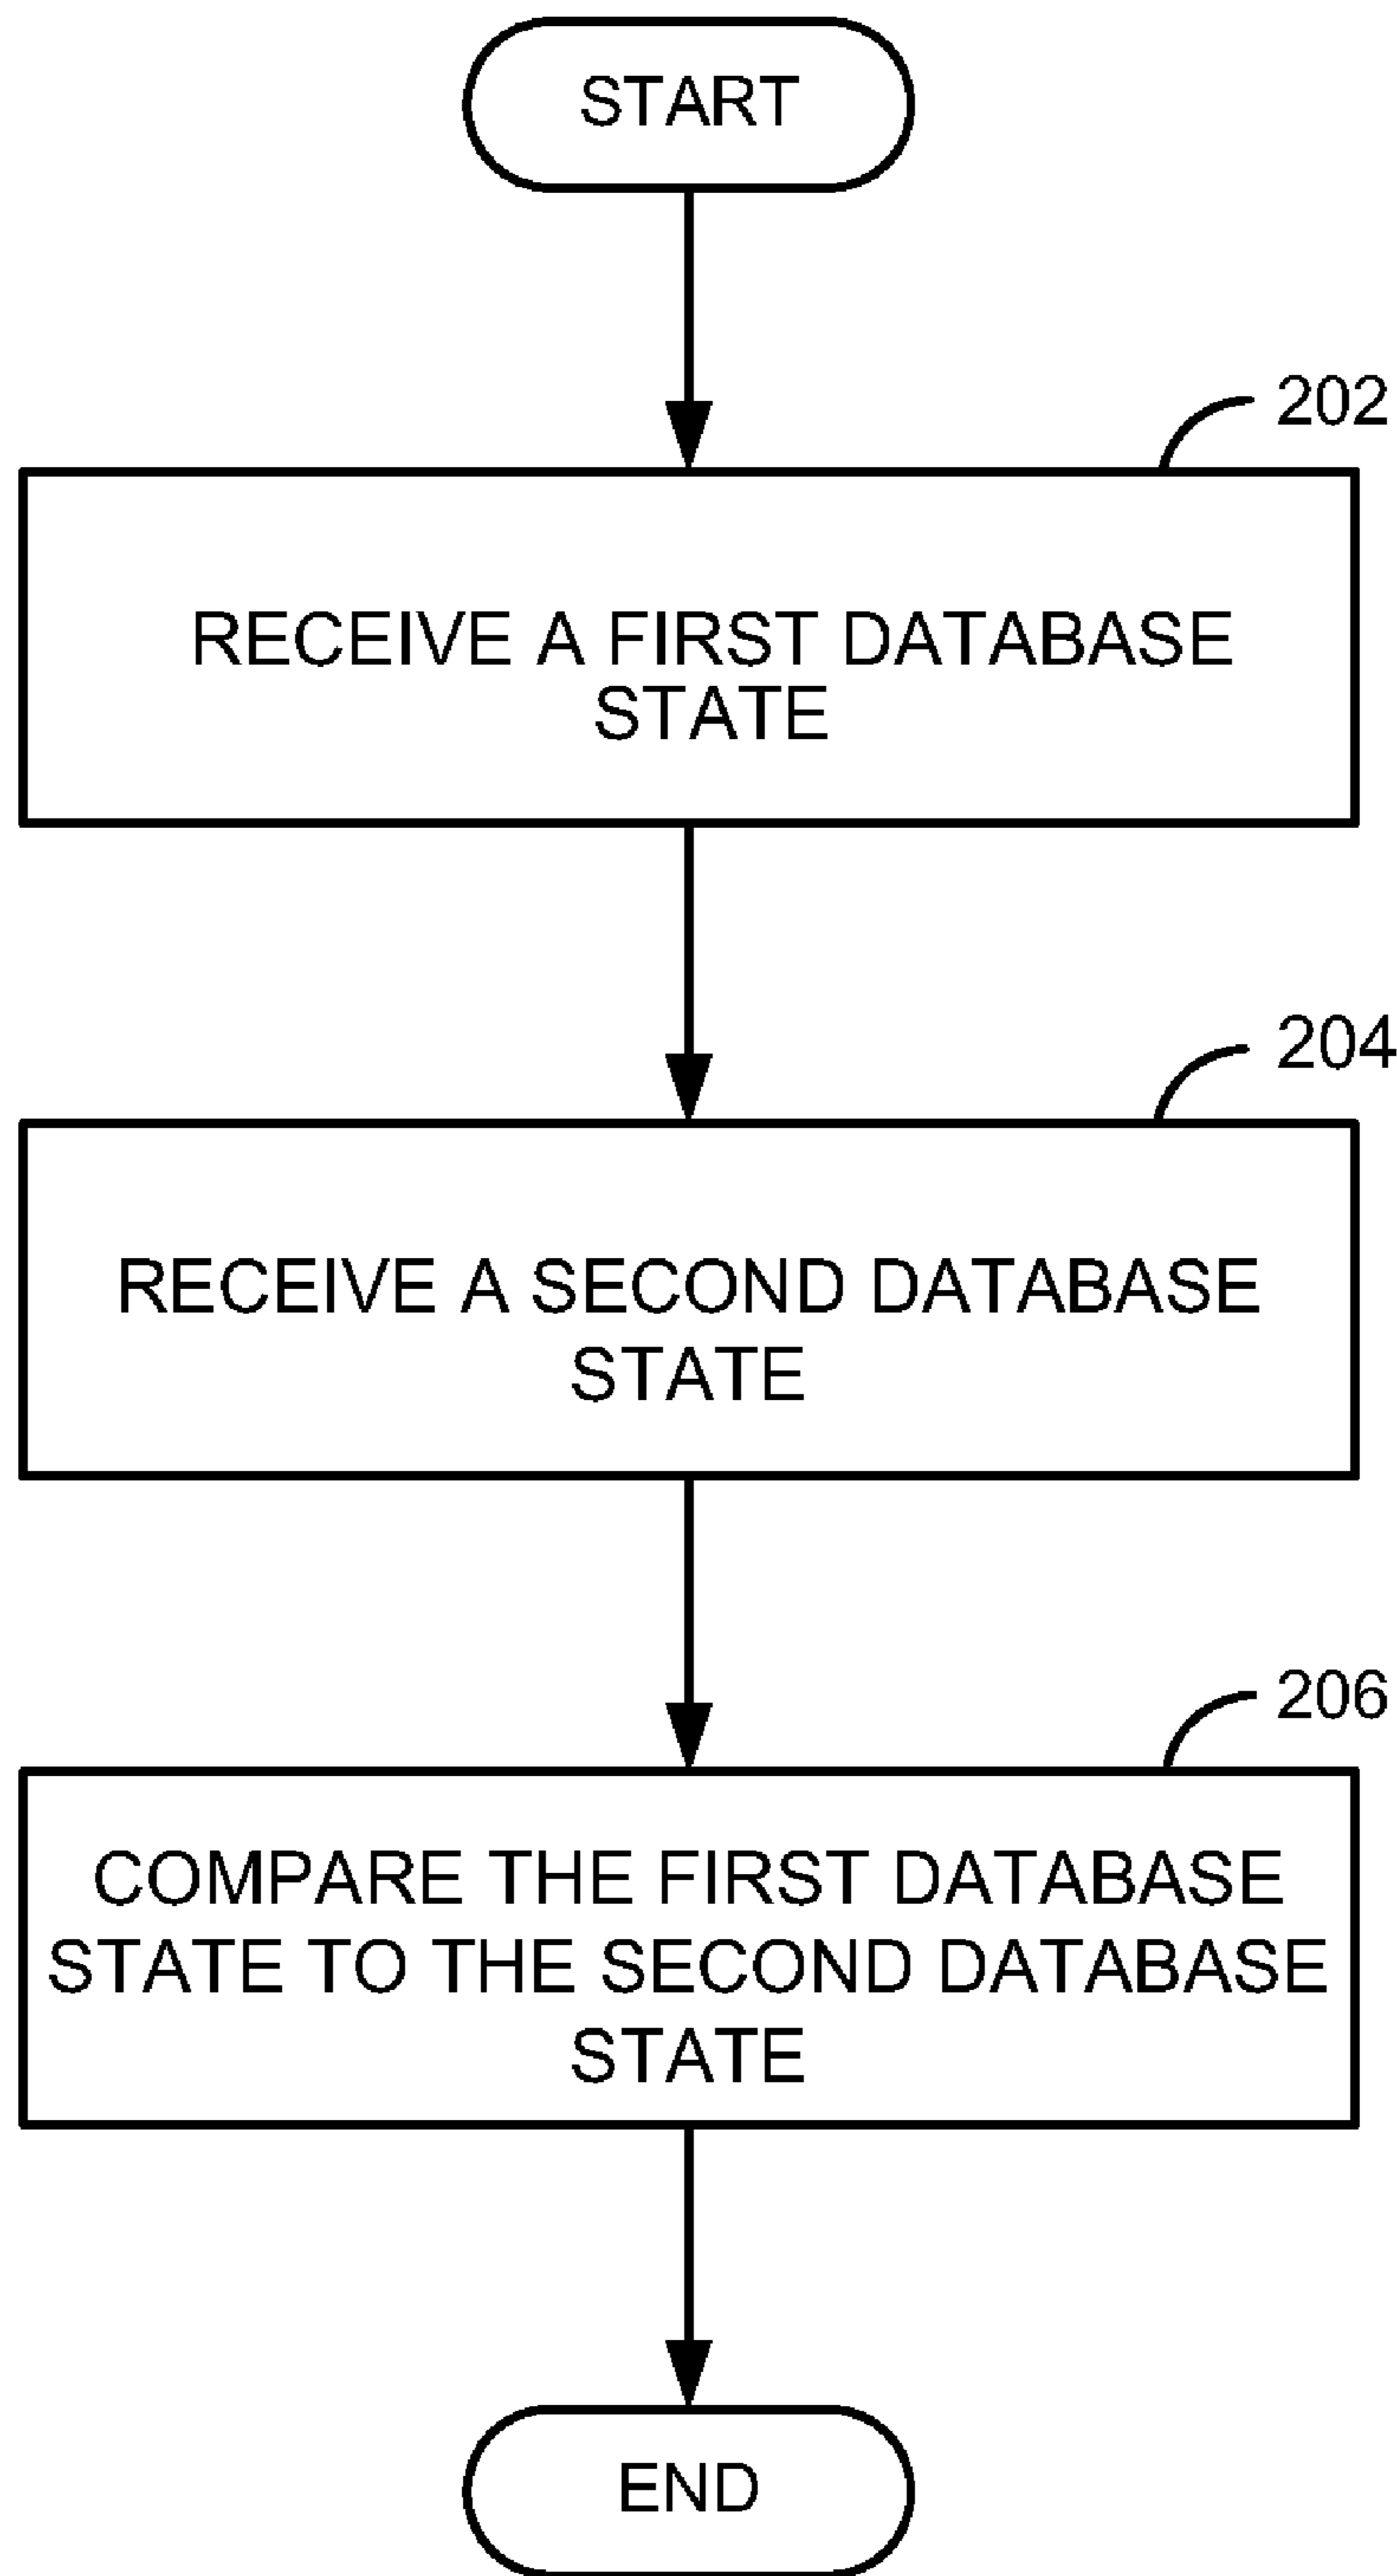 START
202
RECEIVE A FIRST DATABASE
STATE
204
RECEIVE A SECOND DATABASE
STATE
206
COMPARE THE FIRST DATABASE
STATE TO THE SECOND DATABASE
STATE
END